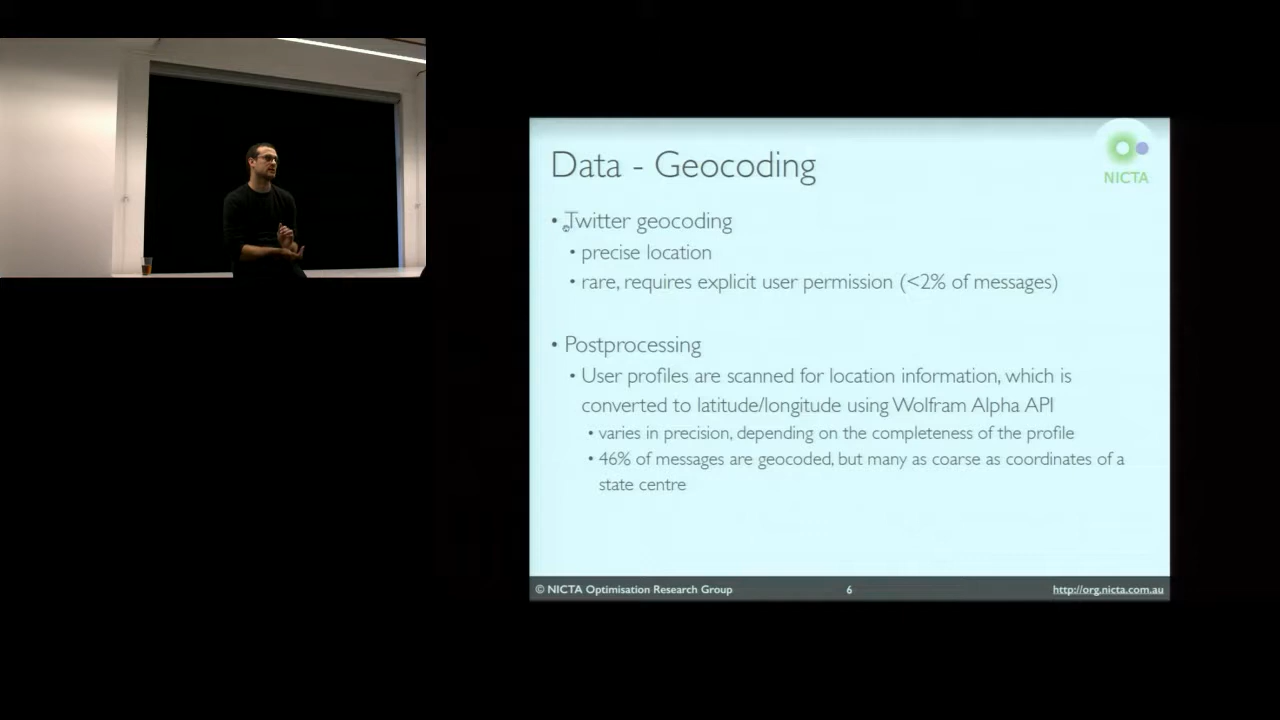 Data - Geocoding
NICTA
• Twitter geocoding
• precise location
• rare, requires explicit user permission (<2% of messages)
• Postprocessing
• User profiles are scanned for location information, which is
converted to latitude/longitude using Wolfram Alpha API
• varies in precision, depending on the completeness of the profile
• 46% of messages are geocoded, but many as coarse as coordinates of a
state centre
© NICTA Optimisation Research Group 6 http://org.nicta.com.au